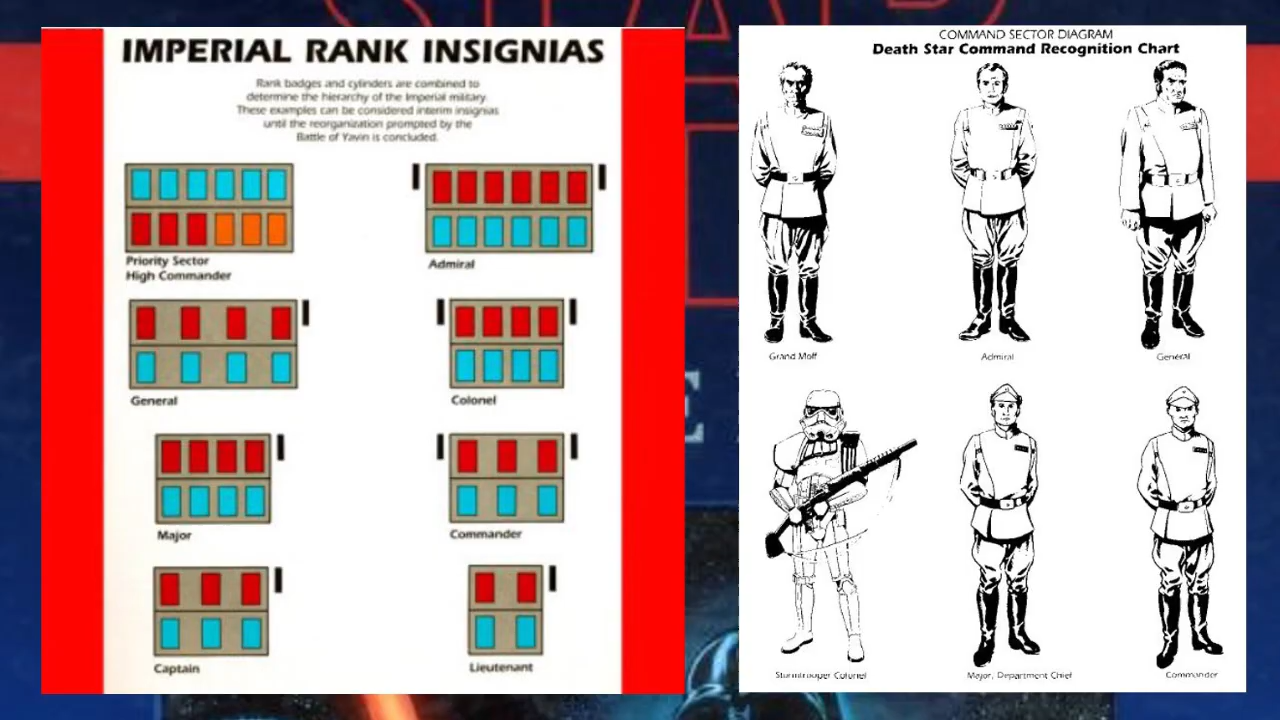 IMPERIAL RANK INSIGNIAS
Rank badges and cylinders are combined to
determine the hierarchy of the Imperial military.
These examples can be considered interim insignias
until the reorganization prompted by the
Battle of Yavin is concluded.
Priority Sector
High Commander
Admiral
General
Colonel
Major
Commander
Captain
Lieutenant
COMMAND SECTOR DIAGRAM
Death Star Command Recognition Chart
Grand Moff
Admiral
General
Stormtrooper Colonel
Major, Department Chief
Commander